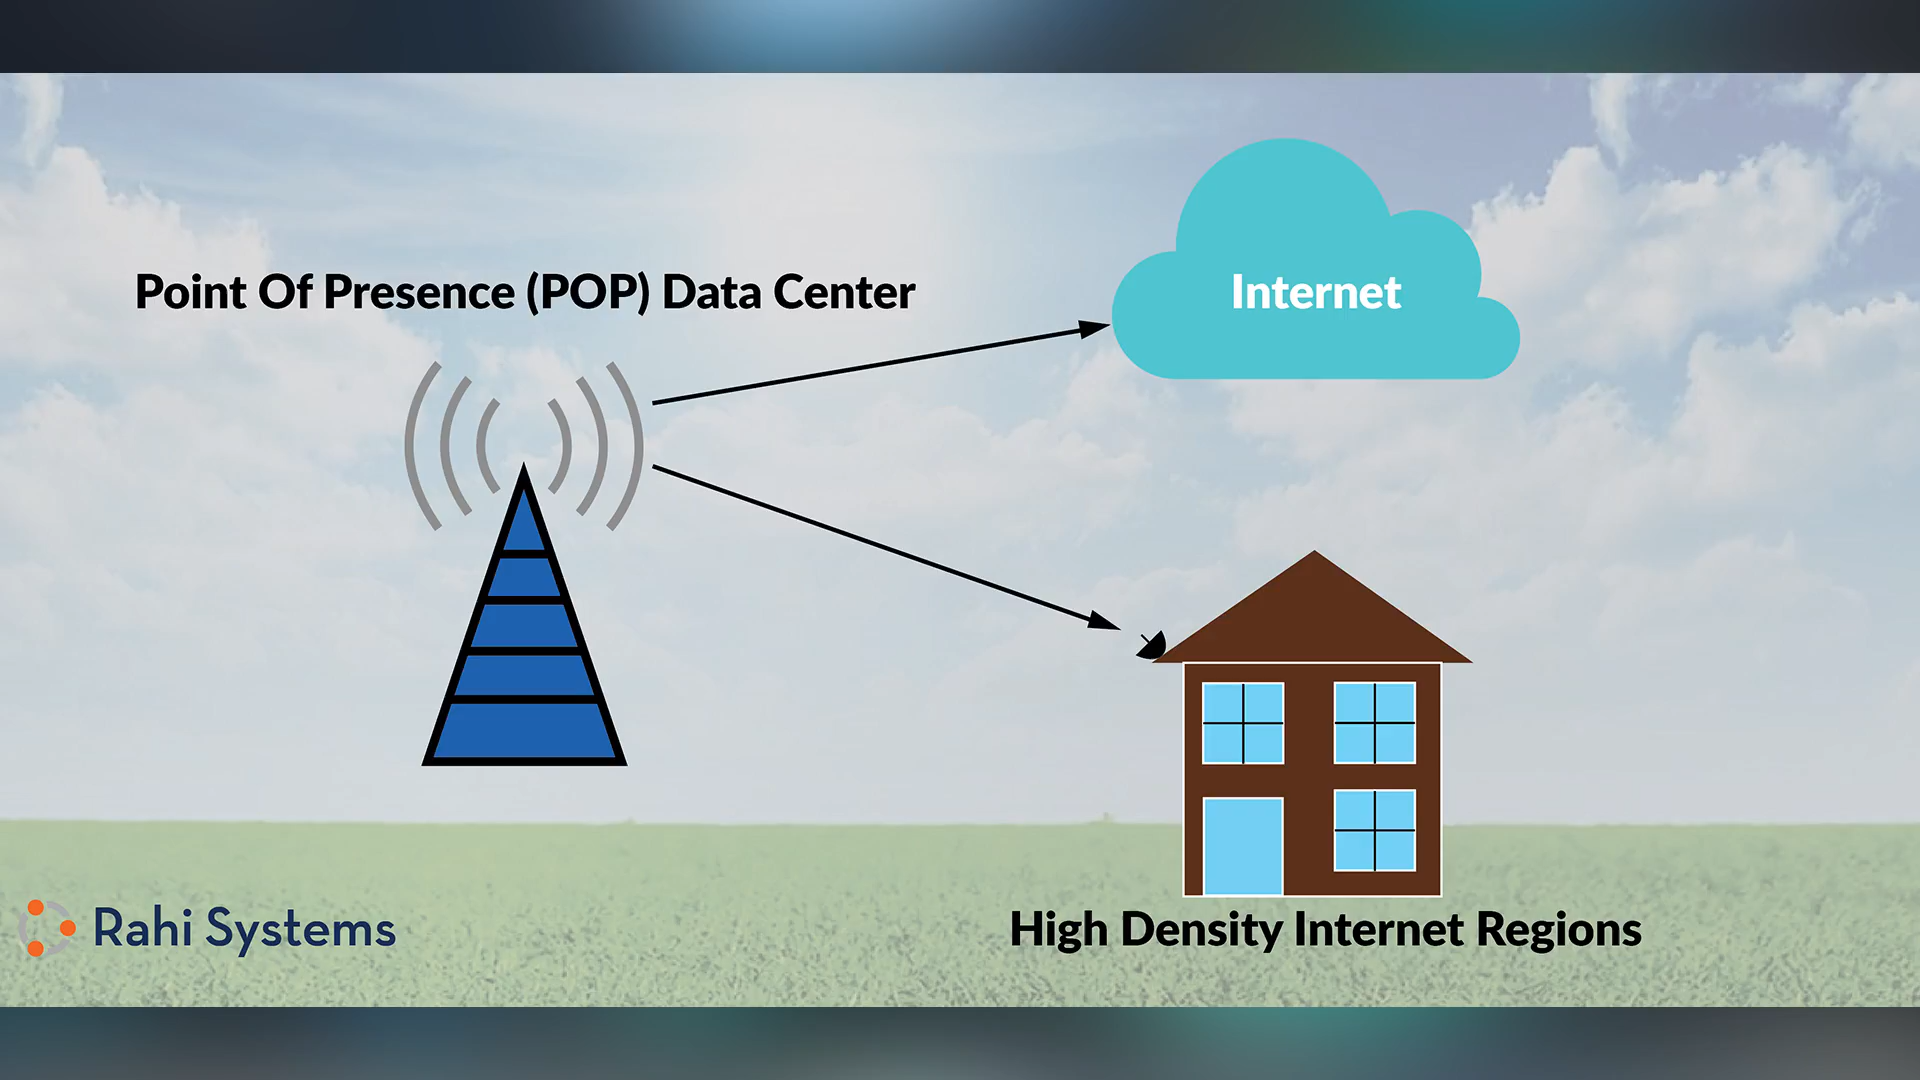 Point Of Presence (POP) Data Center
Internet
High Density Internet Regions
Rahi Systems